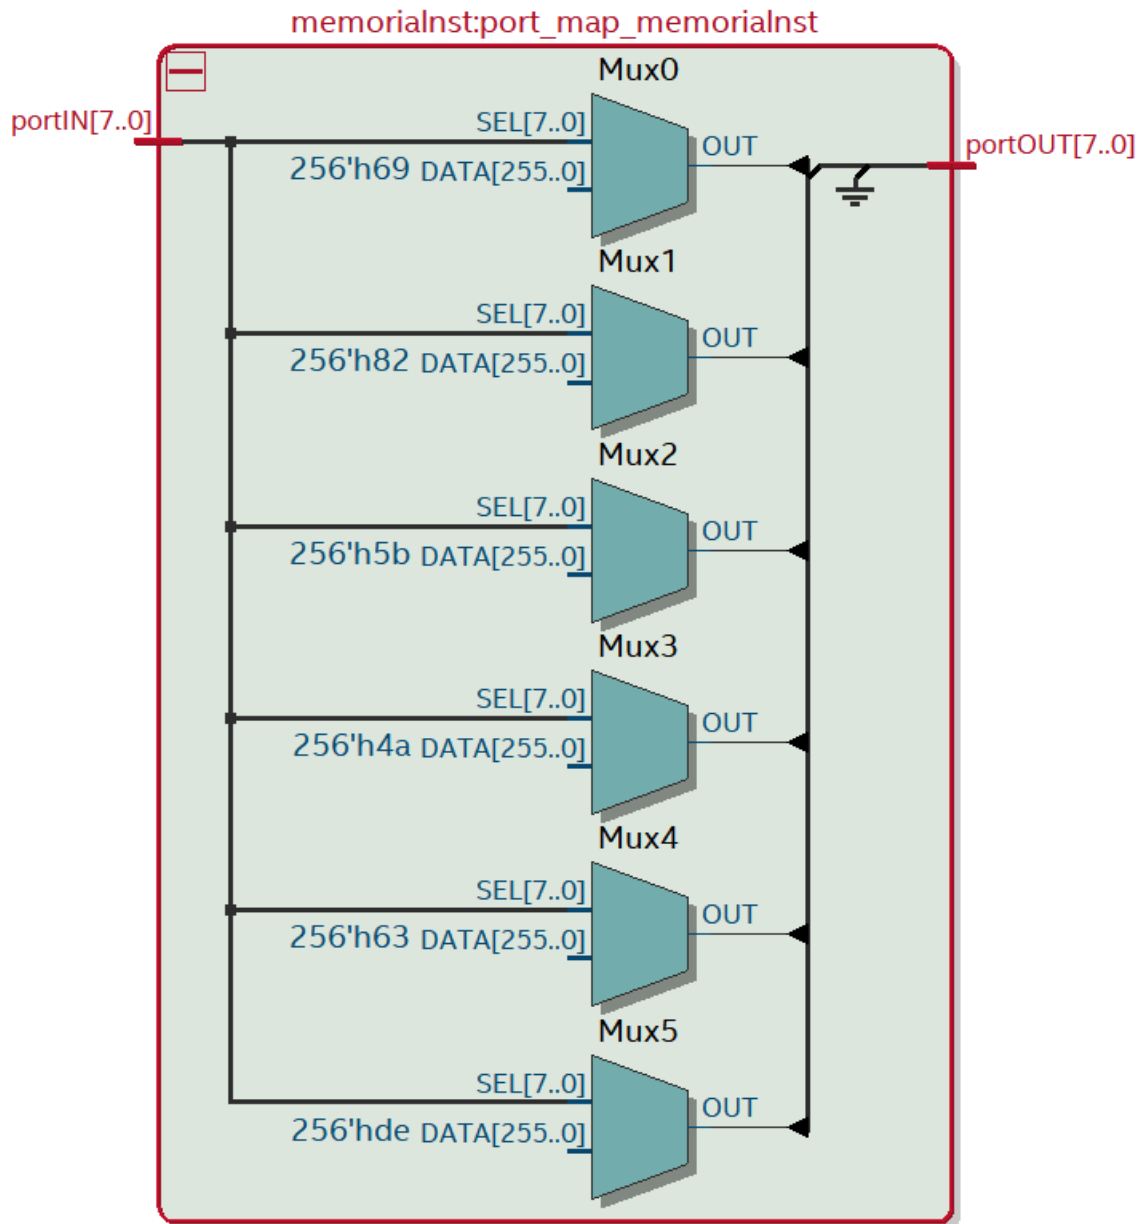 memoriaInst:port_map_memoriaInst
Mux0
portIN[7..0]
SEL[7..0]
OUT
portOUT[7..0]
256'h69 DATA[255..0]
Mux1
SEL[7..0]
OUT
256'h82 DATA[255..0]
Mux2
SEL[7..0]
OUT
256'h5b DATA[255..0]
Mux3
SEL[7..0]
OUT
256'h4a DATA[255..0]
Mux4
SEL[7..0]
OUT
256'h63 DATA[255..0]
Mux5
SEL[7..0]
OUT
256'hde DATA[255..0]